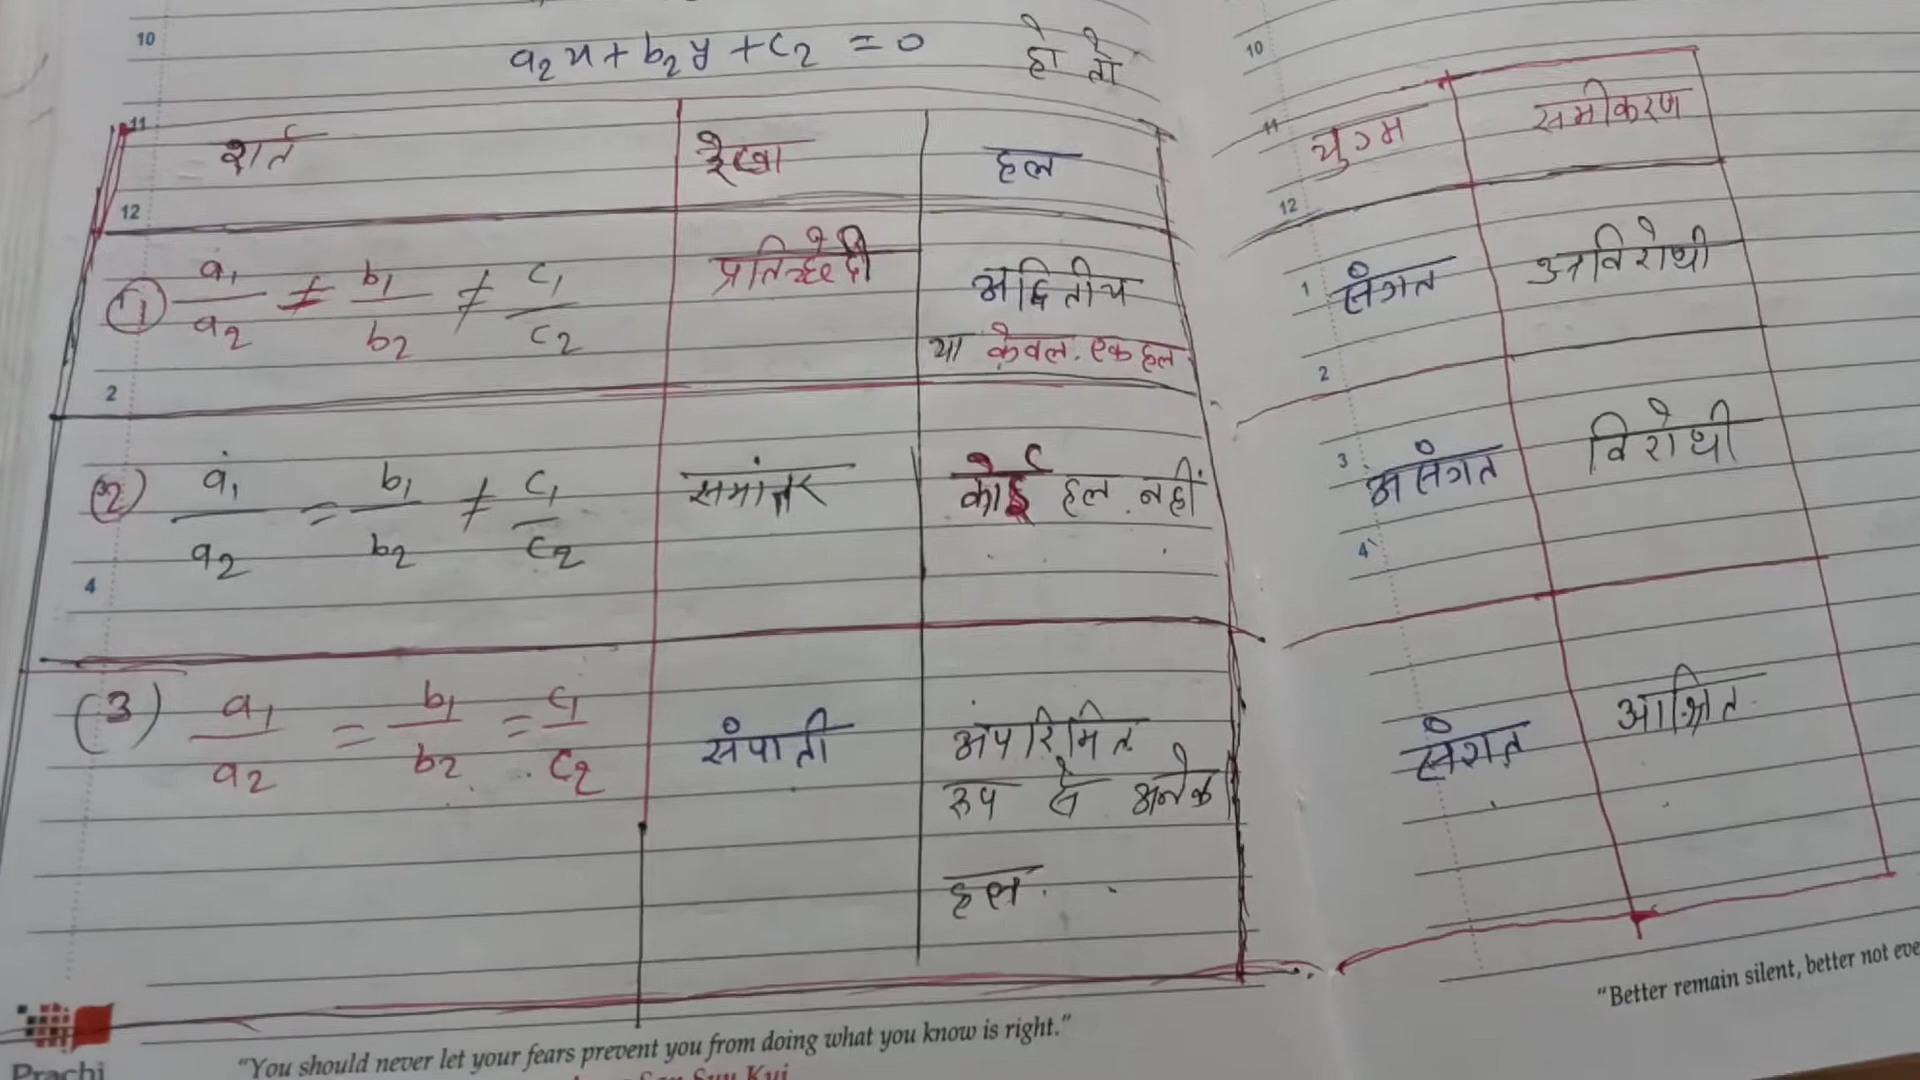 10
a₂x + b₂y + c₂ = 0 हो तो
11 शर्त रेखा हल
12
① a₁/a₂ ≠ b₁/b₂ ≠ c₁/c₂ प्रतिच्छेदी अद्वितीय
या केवल एक हल
2
(2) a₁/a₂ = b₁/b₂ ≠ c₁/c₂ समांतर कोई हल नहीं
4
(3) a₁/a₂ = b₁/b₂ = c₁/c₂ संपाती अपरिमित
रूप से अनेक
हल
Prachi
"You should never let your fears prevent you from doing what you know is right."
10
11 युग्म समीकरण
12
1 संगत अविरोधी
2
3 असंगत विरोधी
4
संगत आश्रित
"Better remain silent, better not eve